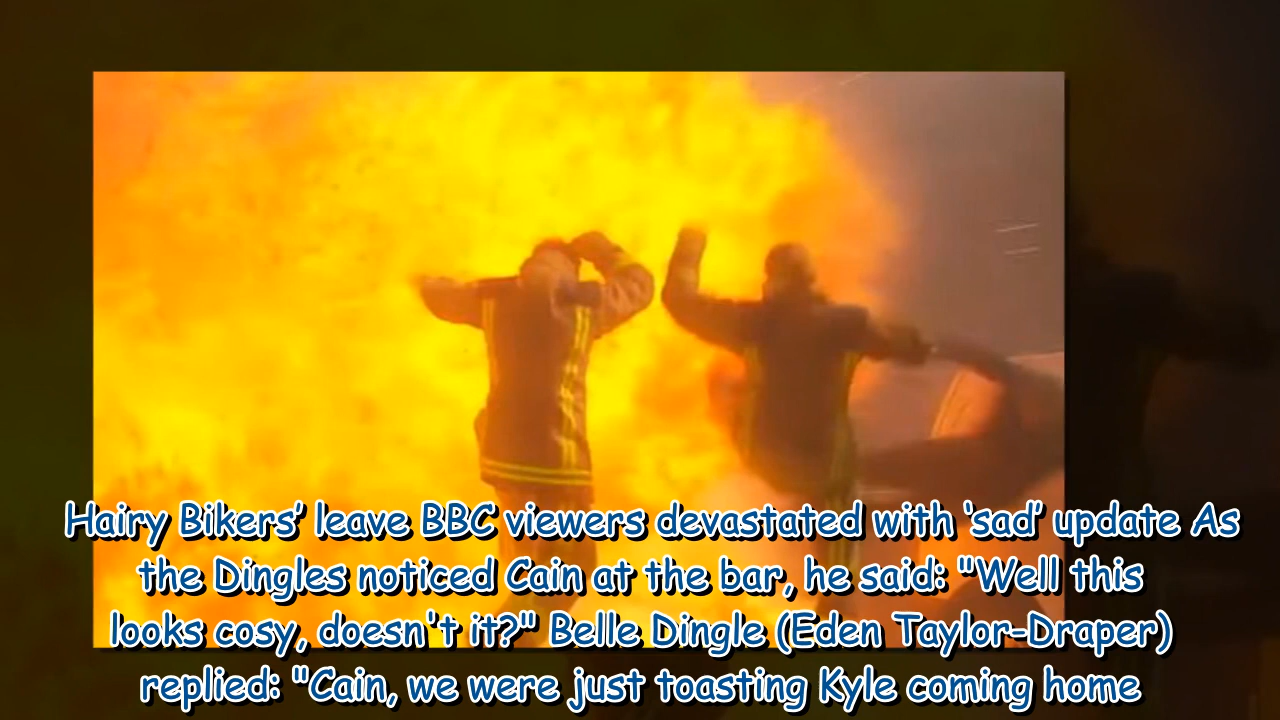 Hairy Bikers’ leave BBC viewers devastated with ‘sad’ update As
the Dingles noticed Cain at the bar, he said: "Well this
looks cosy, doesn't it?" Belle Dingle (Eden Taylor-Draper)
replied: "Cain, we were just toasting Kyle coming home